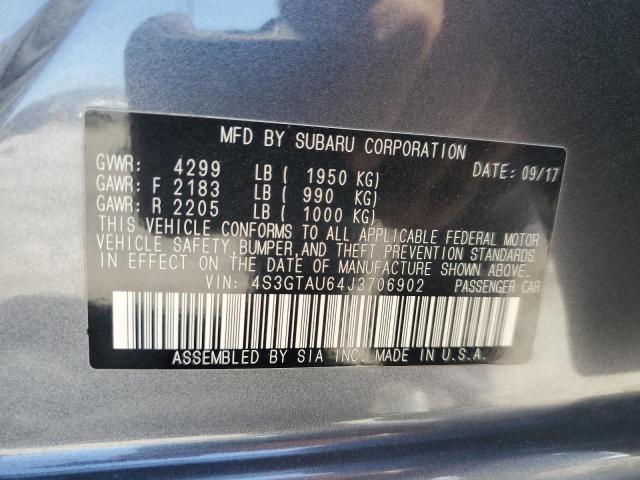 MFD BY SUBARU CORPORATION
GVWR: 4299 LB ( 1950 KG) DATE: 09/17
GAWR: F 2183 LB ( 990 KG)
GAWR: R 2205 LB ( 1000 KG)
THIS VEHICLE CONFORMS TO ALL APPLICABLE FEDERAL MOTOR
VEHICLE SAFETY, BUMPER, AND THEFT PREVENTION STANDARDS
IN EFFECT ON THE DATE OF MANUFACTURE SHOWN ABOVE.
VIN: 4S3GTAU64J3706902 PASSENGER CAR
ASSEMBLED BY SIA INC. MADE IN U.S.A.